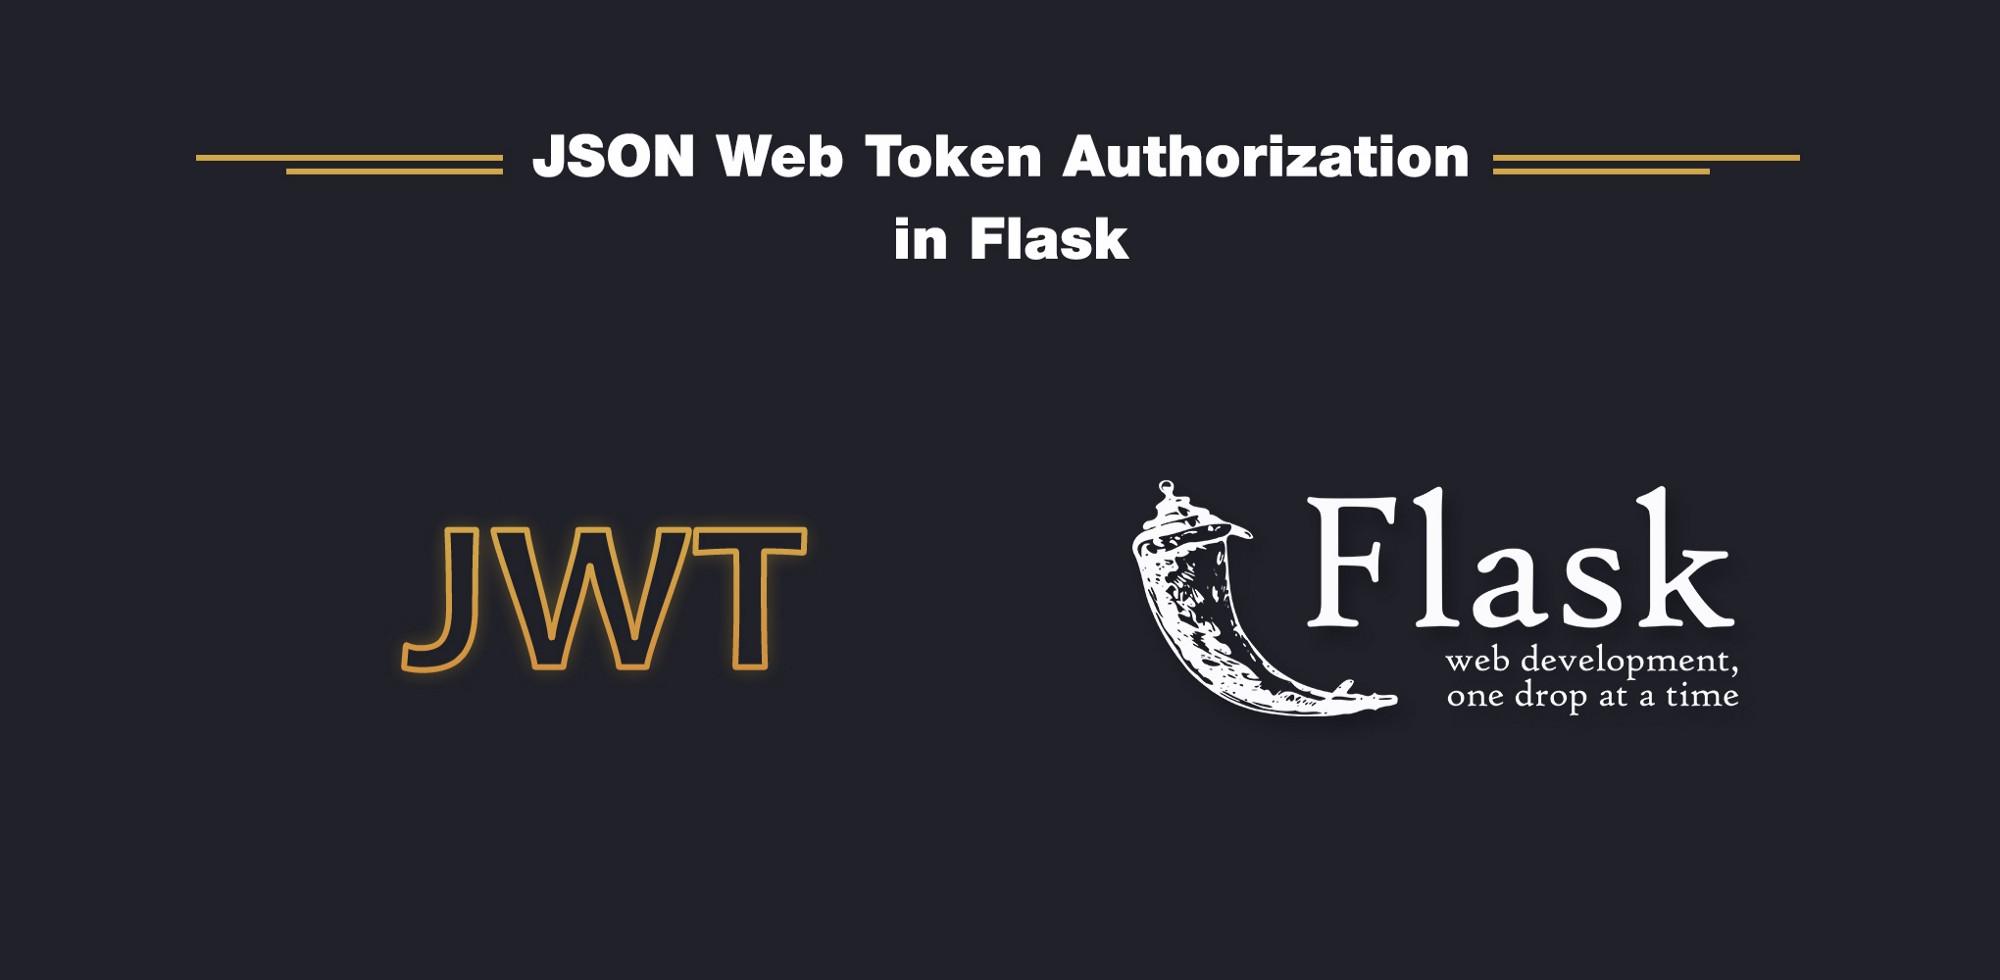 JSON Web Token Authorization
in Flask
JWT
Flask
web development,
one drop at a time